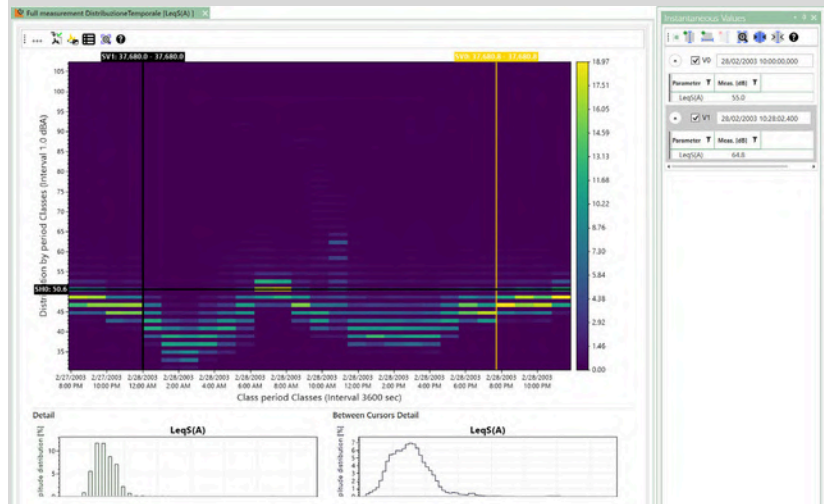 Full measurement DistribuzioneTemporale [LeqS(A) ]
SV1: 37.680.0 - 37.680.0
SV0: 37.680.0 - 37.680.0
SH0: 50.6
Distribution by period Classes (Interval 1.0 dBA)
105
100
95
90
85
80
75
70
65
60
55
45
40
35
18.97
17.51
16.05
14.59
13.13
11.68
10.22
8.76
7.30
5.84
4.38
2.92
1.46
0.00
2/27/2003 2/27/2003 2/28/2003 2/28/2003 2/28/2003 2/28/2003 2/28/2003 2/28/2003 2/28/2003 2/28/2003 2/28/2003 2/28/2003 2/28/2003 2/28/2003
8:00 PM 10:00 PM 12:00 AM 2:00 AM 4:00 AM 6:00 AM 8:00 AM 10:00 AM 12:00 PM 2:00 PM 4:00 PM 6:00 PM 8:00 PM 10:00 PM
Class period Classes (Interval 3600 sec)
Detail
LeqS(A)
plitude distribution [%]
10
5
Between Cursors Detail
LeqS(A)
plitude distribution [%]
7
6
5
4
3
2
1
Instantaneous Values
V0 28/02/2003 10:00:00,000
Parameter Meas. [dB]
LeqS(A) 55.0
V1 28/02/2003 10:28:02,400
Parameter Meas. [dB]
LeqS(A) 64.8